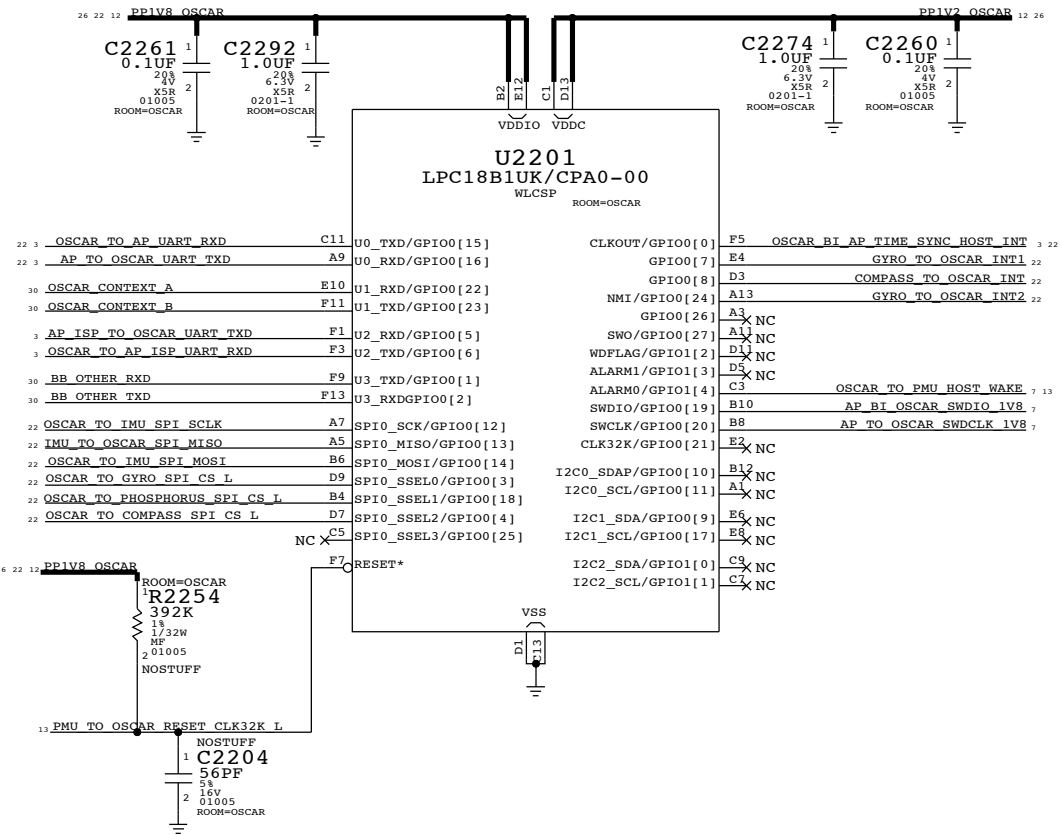 26 22 12 PP1V8_OSCAR
PP1V2_OSCAR 12 26
C2261 1
0.1UF
20%
4V
X5R 2
01005
ROOM=OSCAR
C2292 1
1.0UF
20%
6.3V
X5R 2
0201-1
ROOM=OSCAR
C2274 1
1.0UF
20%
6.3V
X5R 2
0201-1
ROOM=OSCAR
C2260 1
0.1UF
20%
4V
X5R 2
01005
ROOM=OSCAR
B2 E12 C1 D13
VDDIO VDDC
U2201
LPC18B1UK/CPA0-00
WLCSP
ROOM=OSCAR
22 3 OSCAR_TO_AP_UART_RXD C11 U0_TXD/GPIO0[15]
22 3 AP_TO_OSCAR_UART_TXD A9 U0_RXD/GPIO0[16]
30 OSCAR_CONTEXT_A E10 U1_RXD/GPIO0[22]
30 OSCAR_CONTEXT_B F11 U1_TXD/GPIO0[23]
3 AP_ISP_TO_OSCAR_UART_TXD F1 U2_RXD/GPIO0[5]
3 OSCAR_TO_AP_ISP_UART_RXD F3 U2_TXD/GPIO0[6]
30 BB_OTHER_RXD F9 U3_TXD/GPIO0[1]
30 BB_OTHER_TXD F13 U3_RXDGPIO0[2]
22 OSCAR_TO_IMU_SPI_SCLK A7 SPI0_SCK/GPIO0[12]
22 IMU_TO_OSCAR_SPI_MISO A5 SPI0_MISO/GPIO0[13]
22 OSCAR_TO_IMU_SPI_MOSI B6 SPI0_MOSI/GPIO0[14]
22 OSCAR_TO_GYRO_SPI_CS_L D9 SPI0_SSEL0/GPIO0[3]
22 OSCAR_TO_PHOSPHORUS_SPI_CS_L B4 SPI0_SSEL1/GPIO0[18]
22 OSCAR_TO_COMPASS_SPI_CS_L D7 SPI0_SSEL2/GPIO0[4]
NC C5 SPI0_SSEL3/GPIO0[25]
F7 RESET*
CLKOUT/GPIO0[0] F5 OSCAR_BI_AP_TIME_SYNC_HOST_INT 3 22
GPIO0[7] E4 GYRO_TO_OSCAR_INT1 22
GPIO0[8] D3 COMPASS_TO_OSCAR_INT 22
NMI/GPIO0[24] A13 GYRO_TO_OSCAR_INT2 22
GPIO0[26] A3 NC
SWO/GPIO0[27] A11 NC
WDFLAG/GPIO1[2] D11 NC
ALARM1/GPIO1[3] D5 NC
ALARM0/GPIO1[4] C3 OSCAR_TO_PMU_HOST_WAKE 7 13
SWDIO/GPIO0[19] B10 AP_BI_OSCAR_SWDIO_1V8 7
SWCLK/GPIO0[20] B8 AP_TO_OSCAR_SWDCLK_1V8 7
CLK32K/GPIO0[21] E2 NC
I2C0_SDAP/GPIO0[10] B12 NC
I2C0_SCL/GPIO0[11] A1 NC
I2C1_SDA/GPIO0[9] E6 NC
I2C1_SCL/GPIO0[17] E8 NC
I2C2_SDA/GPIO1[0] C9 NC
I2C2_SCL/GPIO1[1] C7 NC
VSS
D1 C13
6 22 12 PP1V8_OSCAR
ROOM=OSCAR
1 R2254
392K
1%
1/32W
MF
2 01005
NOSTUFF
13 PMU_TO_OSCAR_RESET_CLK32K_L
NOSTUFF
1 C2204
56PF
5%
16V
2 01005
ROOM=OSCAR